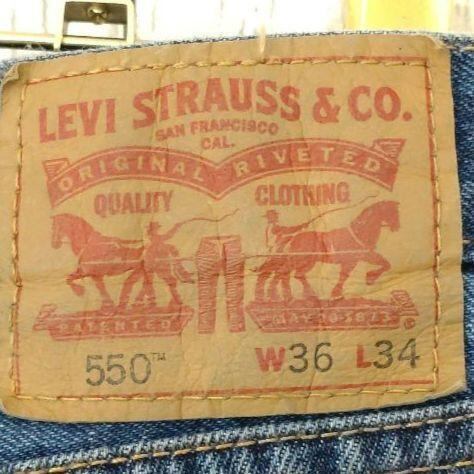 LEVI STRAUSS & CO.
SAN FRANCISCO
CAL.
ORIGINAL RIVETED
QUALITY CLOTHING
PATENTED MAY 20 1873
550™ W36 L34